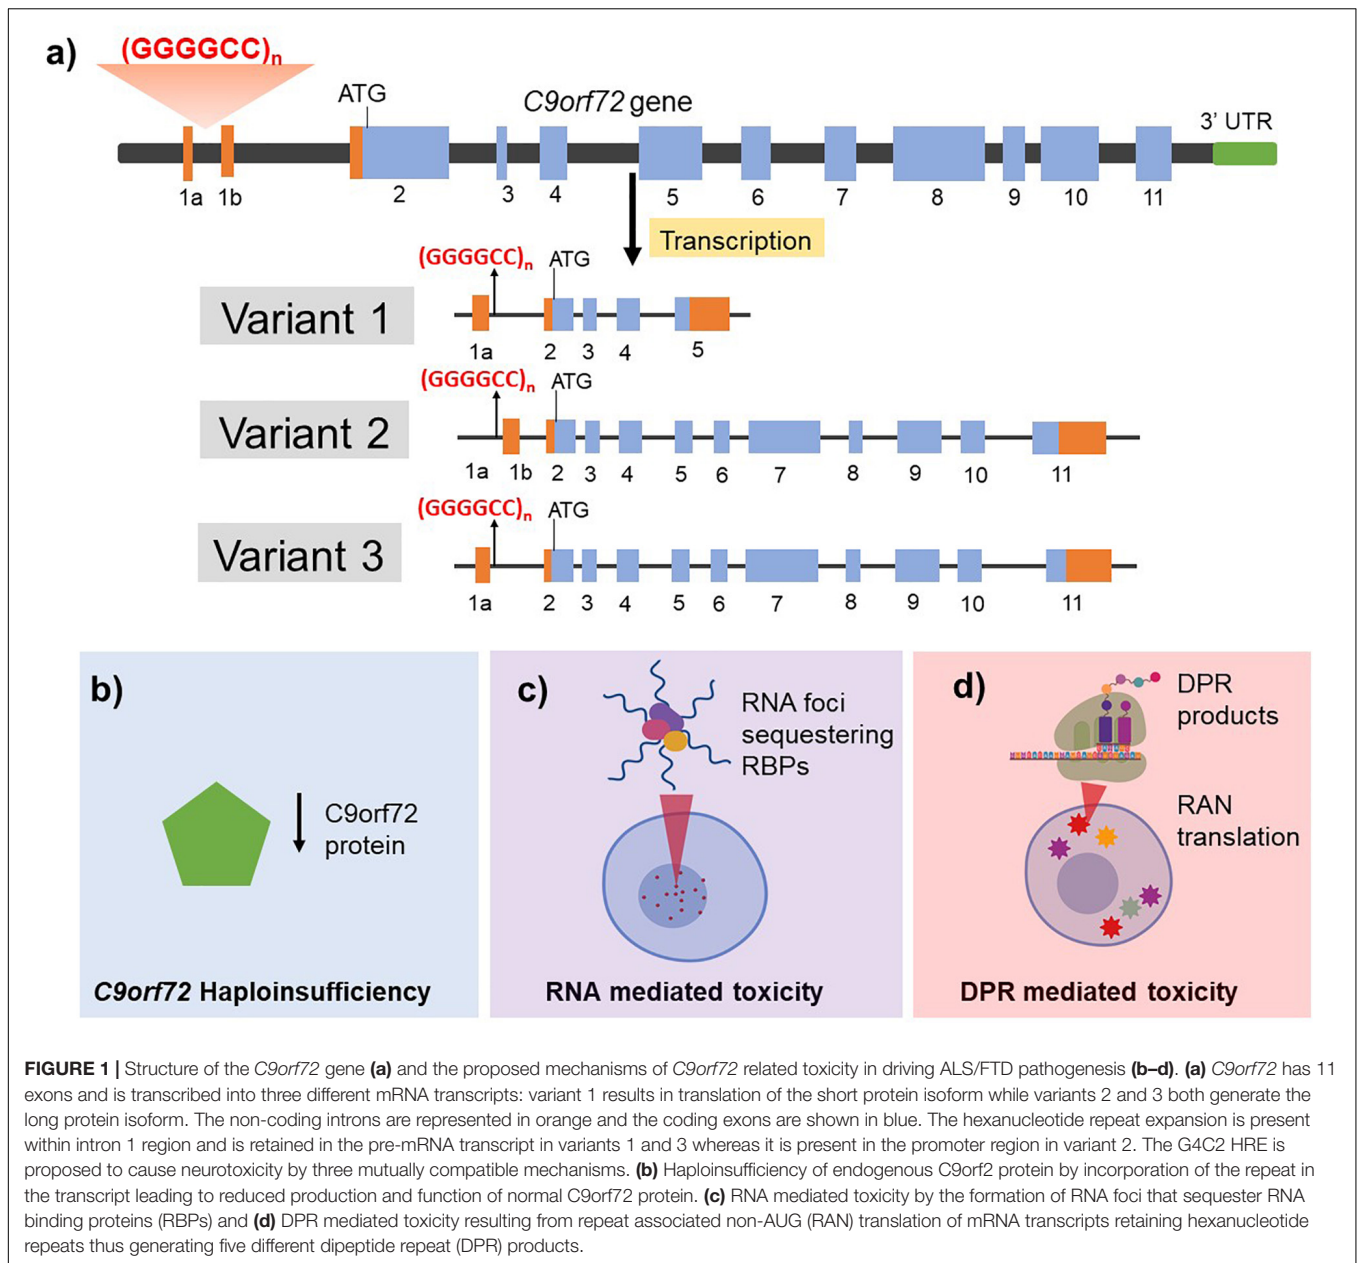 a)
(GGGGCC)n
ATG
C9orf72 gene
3' UTR
1a 1b 2 3 4 5 6 7 8 9 10 11
Transcription
(GGGGCC)n ATG
Variant 1
1a 2 3 4 5
(GGGGCC)n ATG
Variant 2
1a 1b 2 3 4 5 6 7 8 9 10 11
(GGGGCC)n ATG
Variant 3
1a 2 3 4 5 6 7 8 9 10 11
b)
C9orf72
protein
C9orf72 Haploinsufficiency
c)
RNA foci
sequestering
RBPs
RNA mediated toxicity
d)
DPR
products
RAN
translation
DPR mediated toxicity
FIGURE 1 | Structure of the C9orf72 gene (a) and the proposed mechanisms of C9orf72 related toxicity in driving ALS/FTD pathogenesis (b–d). (a) C9orf72 has 11
exons and is transcribed into three different mRNA transcripts: variant 1 results in translation of the short protein isoform while variants 2 and 3 both generate the
long protein isoform. The non-coding introns are represented in orange and the coding exons are shown in blue. The hexanucleotide repeat expansion is present
within intron 1 region and is retained in the pre-mRNA transcript in variants 1 and 3 whereas it is present in the promoter region in variant 2. The G4C2 HRE is
proposed to cause neurotoxicity by three mutually compatible mechanisms. (b) Haploinsufficiency of endogenous C9orf2 protein by incorporation of the repeat in
the transcript leading to reduced production and function of normal C9orf72 protein. (c) RNA mediated toxicity by the formation of RNA foci that sequester RNA
binding proteins (RBPs) and (d) DPR mediated toxicity resulting from repeat associated non-AUG (RAN) translation of mRNA transcripts retaining hexanucleotide
repeats thus generating five different dipeptide repeat (DPR) products.